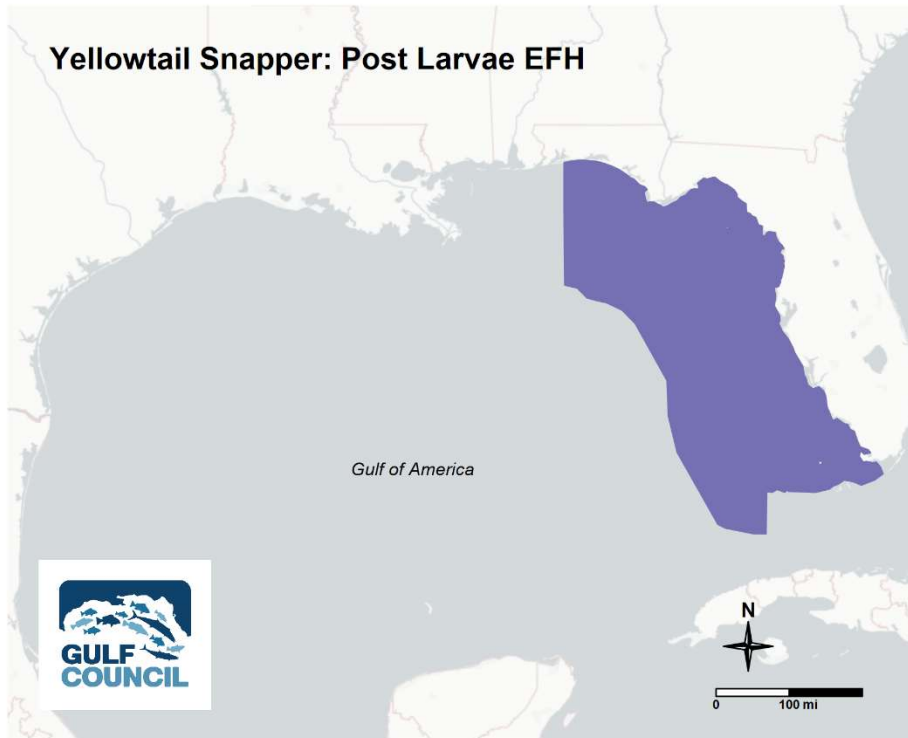 Yellowtail Snapper: Post Larvae EFH
Gulf of America
GULF
COUNCIL
N
0 100 mi